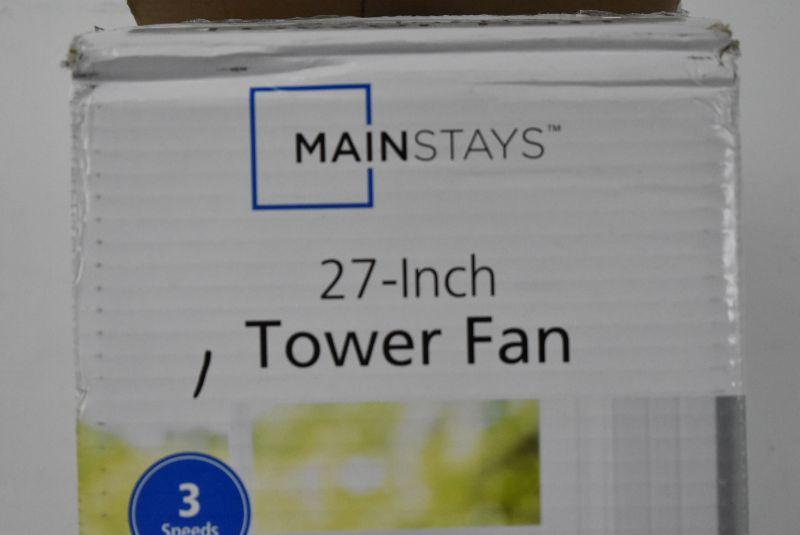 MAINSTAYS™
27-Inch
Tower Fan
3
Speeds